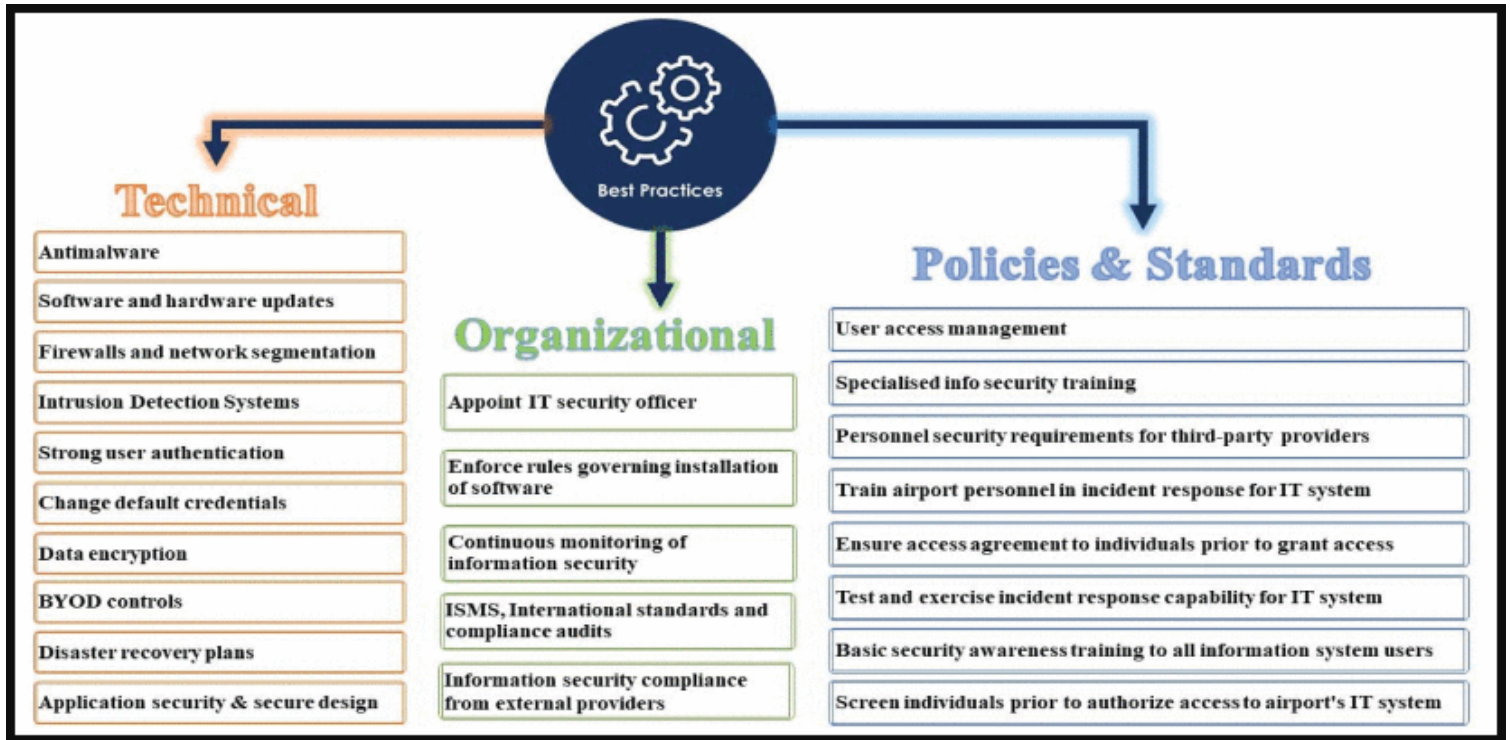 Best Practices
Technical
Antimalware
Software and hardware updates
Firewalls and network segmentation
Intrusion Detection Systems
Strong user authentication
Change default credentials
Data encryption
BYOD controls
Disaster recovery plans
Application security & secure design
Organizational
Appoint IT security officer
Enforce rules governing installation
of software
Continuous monitoring of
information security
ISMS, International standards and
compliance audits
Information security compliance
from external providers
Policies & Standards
User access management
Specialised info security training
Personnel security requirements for third-party providers
Train airport personnel in incident response for IT system
Ensure access agreement to individuals prior to grant access
Test and exercise incident response capability for IT system
Basic security awareness training to all information system users
Screen individuals prior to authorize access to airport's IT system